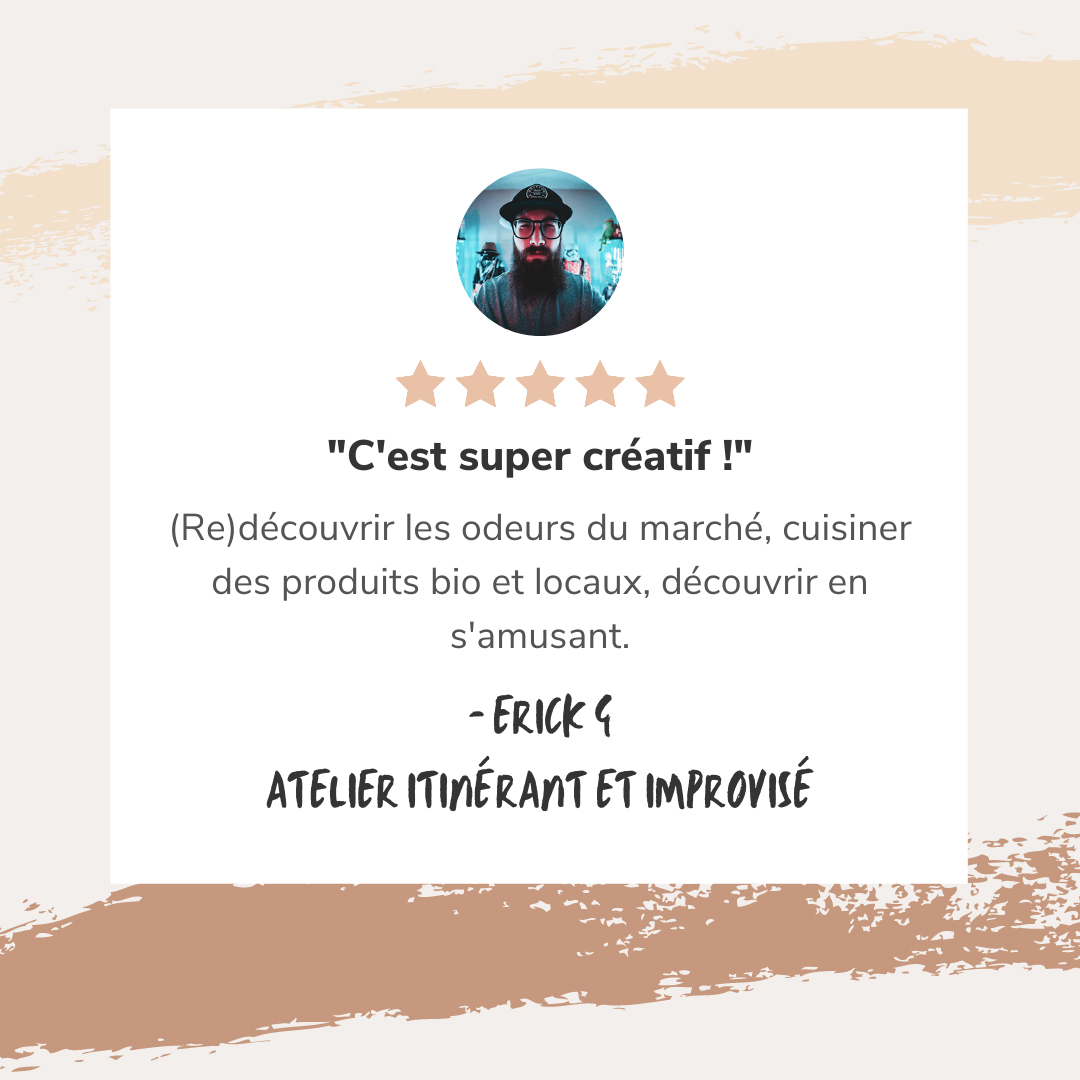 "C'est super créatif !"
(Re)découvrir les odeurs du marché, cuisiner
des produits bio et locaux, découvrir en
s'amusant.
- ERICK G
ATELIER ITINÉRANT ET IMPROVISÉ